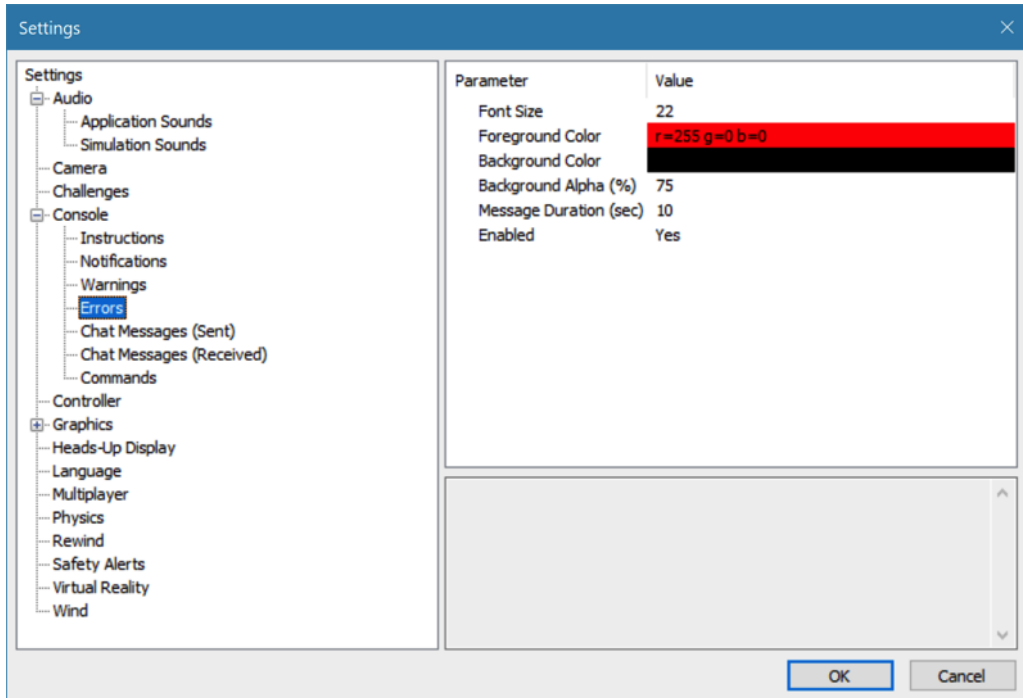 Settings
Settings
Audio
Application Sounds
Simulation Sounds
Camera
Challenges
Console
Instructions
Notifications
Warnings
Errors
Chat Messages (Sent)
Chat Messages (Received)
Commands
Controller
Graphics
Heads-Up Display
Language
Multiplayer
Physics
Rewind
Safety Alerts
Virtual Reality
Wind
Parameter Value
Font Size 22
Foreground Color r=255 g=0 b=0
Background Color
Background Alpha (%) 75
Message Duration (sec) 10
Enabled Yes
OK Cancel